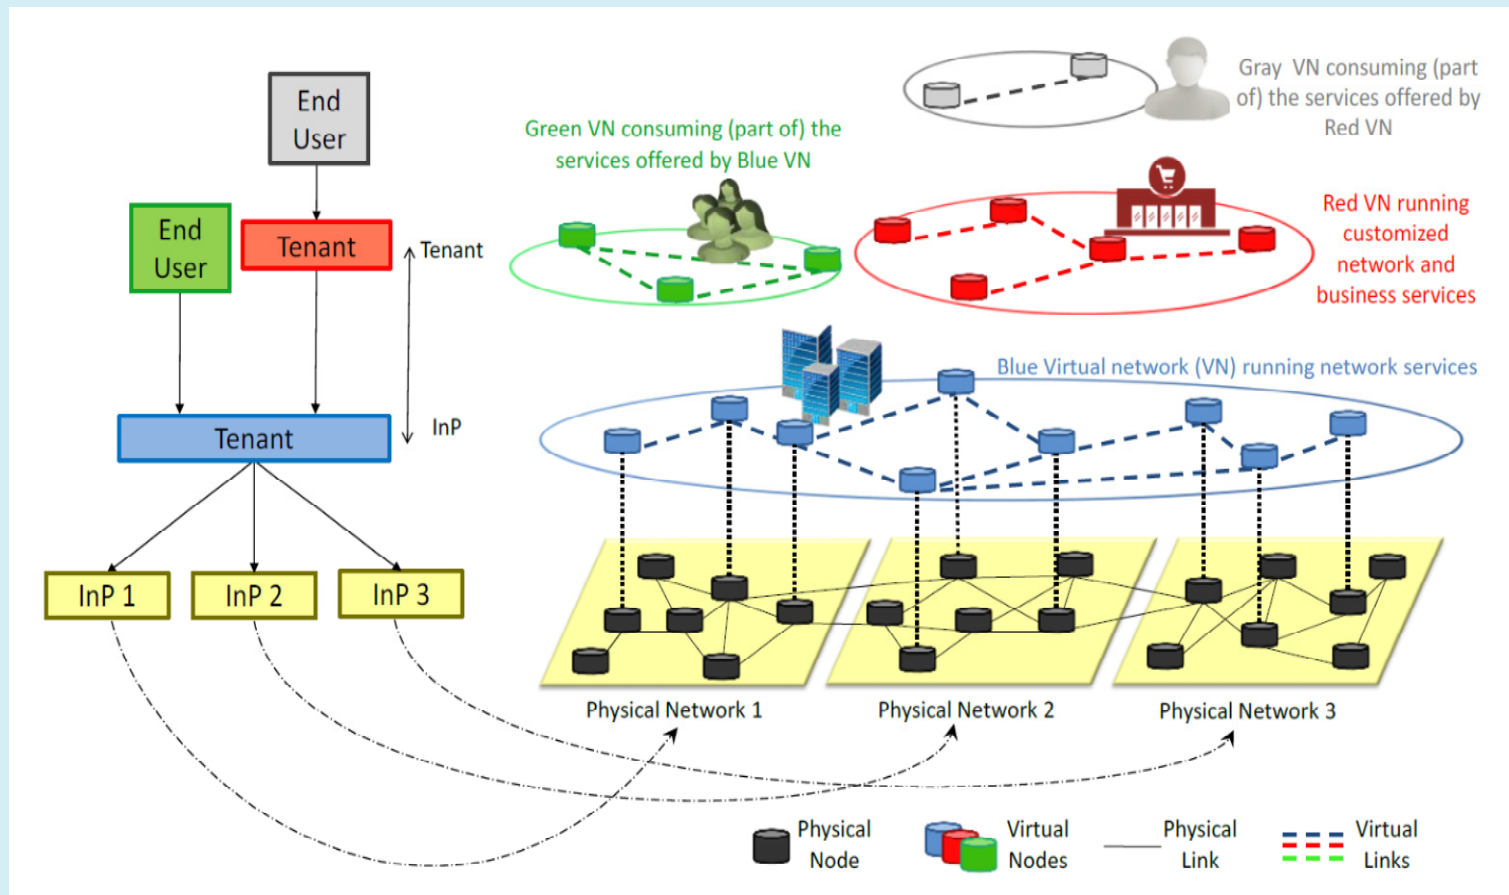 End
User
End
User
Tenant
Tenant
InP
Tenant
InP 1
InP 2
InP 3
Green VN consuming (part of) the
services offered by Blue VN
Gray VN consuming (part
of) the services offered by
Red VN
Red VN running
customized
network and
business services
Blue Virtual network (VN) running network services
Physical Network 1
Physical Network 2
Physical Network 3
Physical
Node
Virtual
Nodes
Physical
Link
Virtual
Links